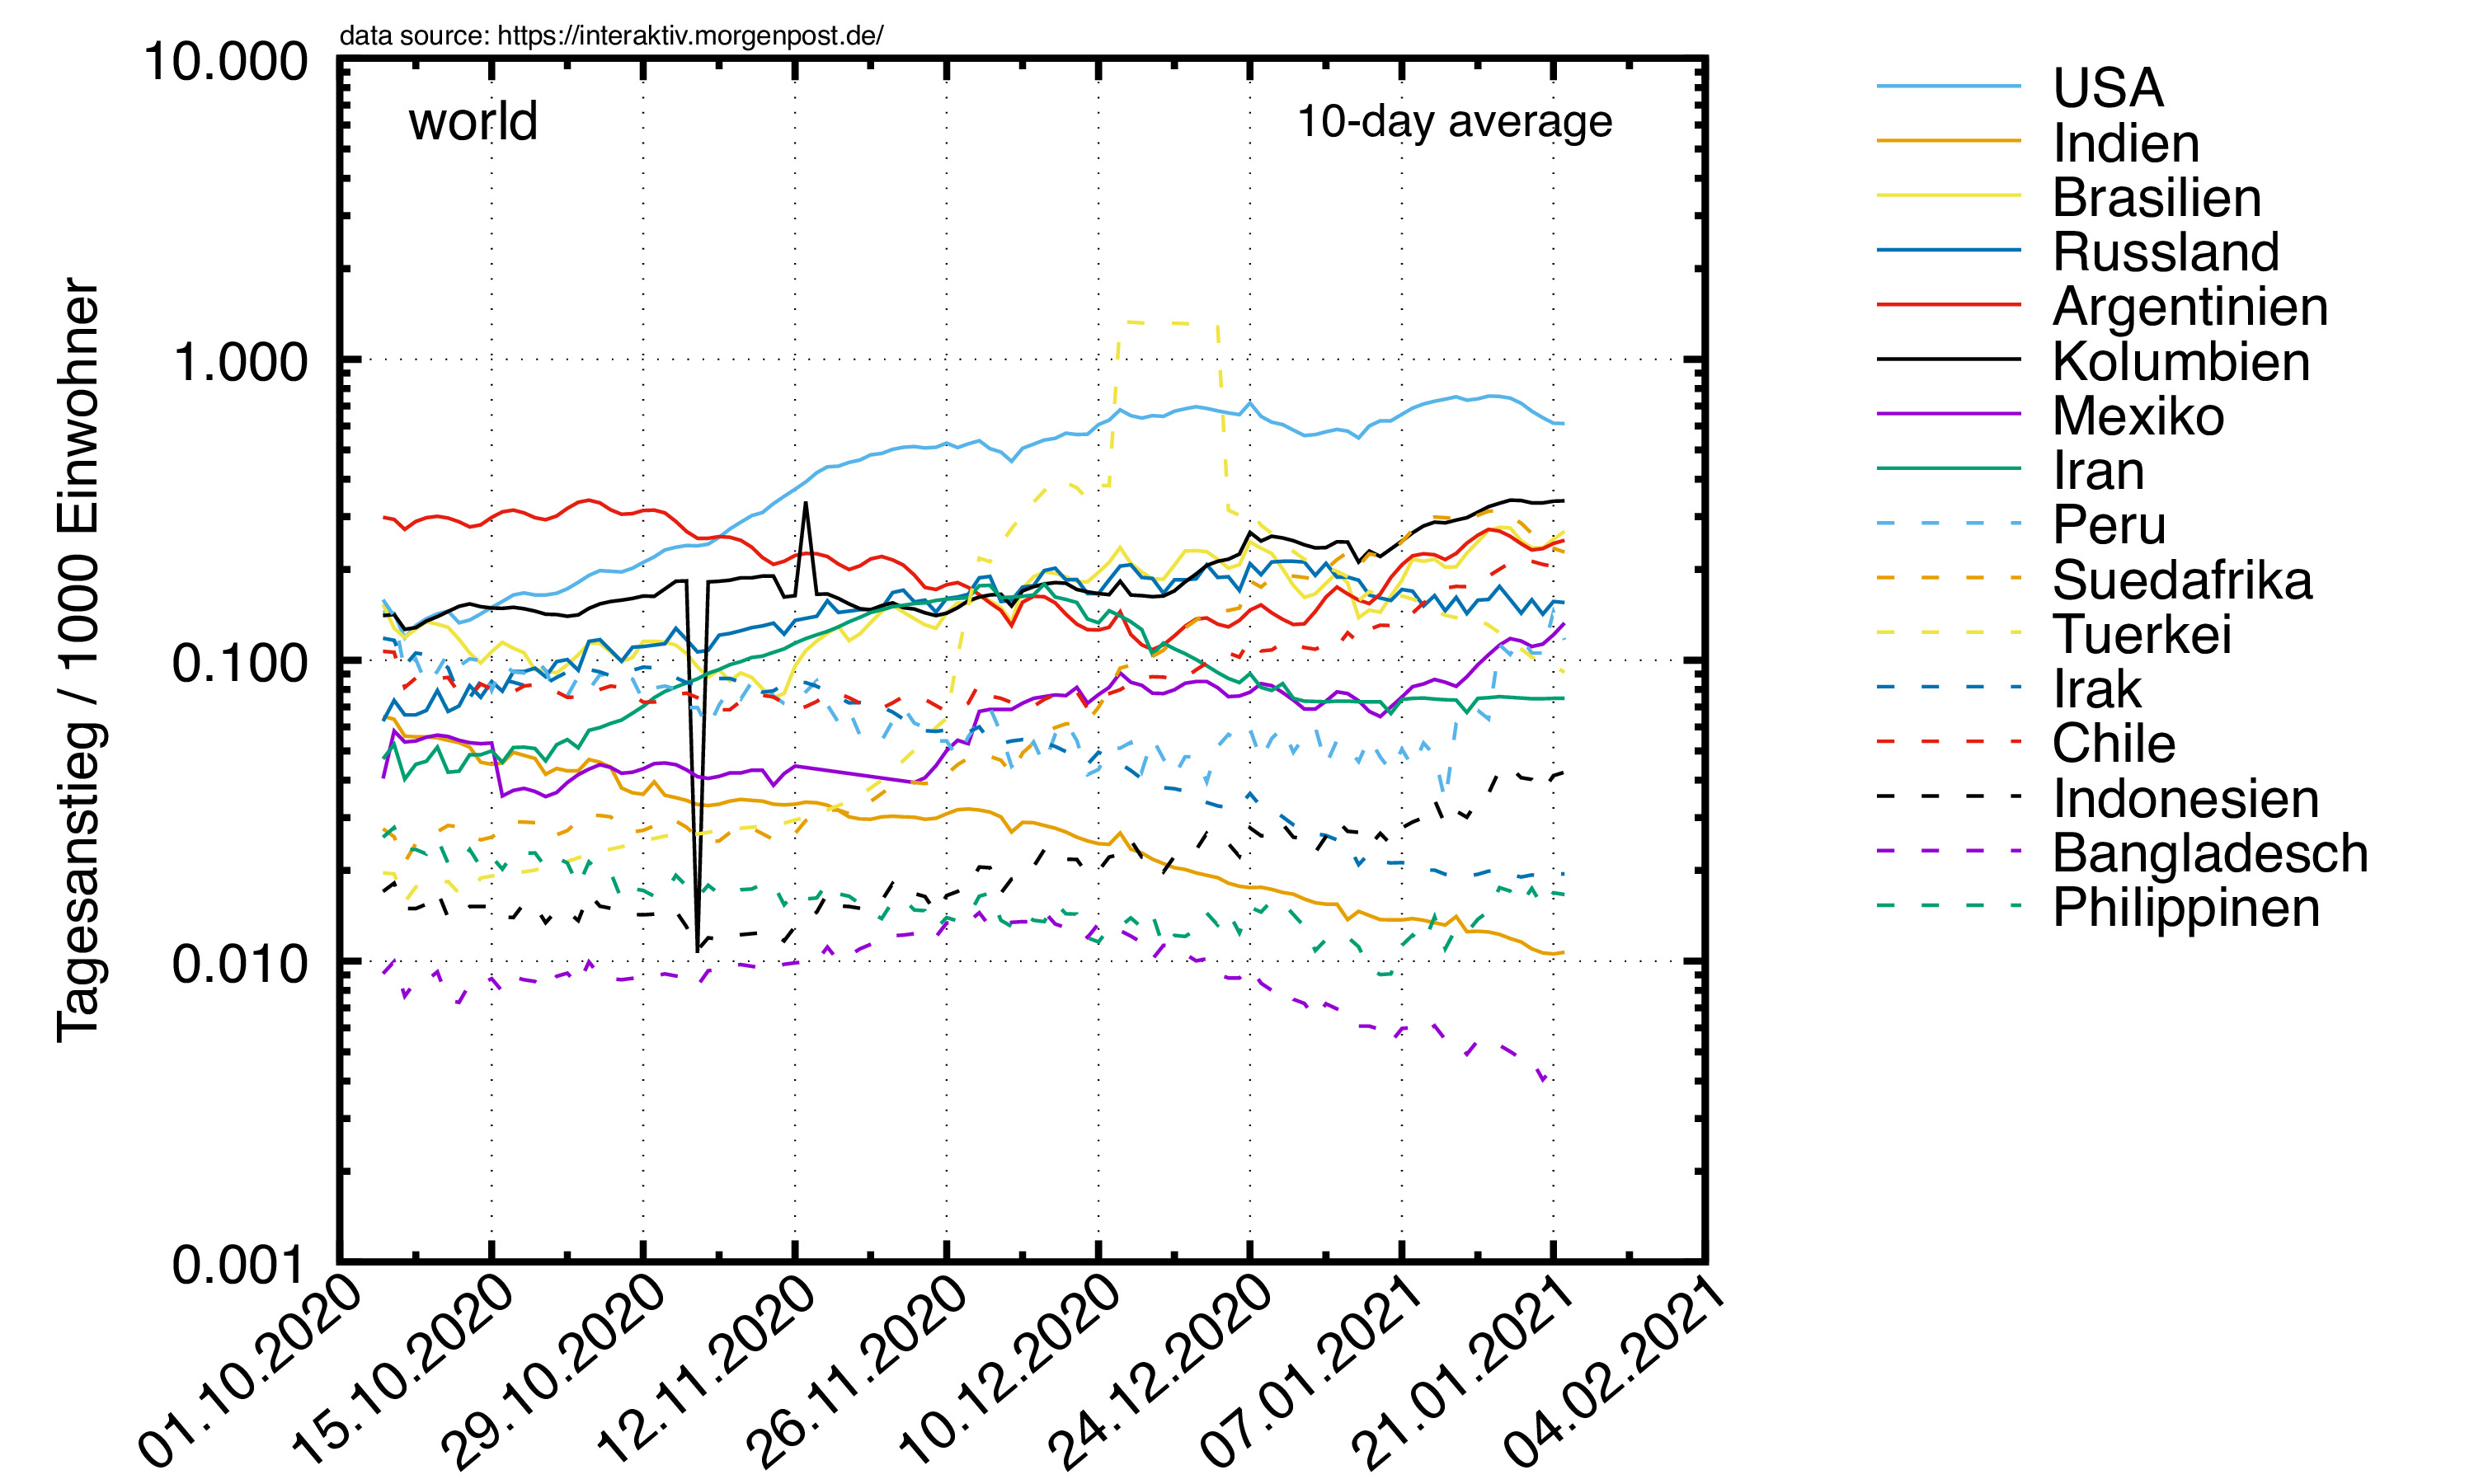 data source: https://interaktiv.morgenpost.de/
world
10-day average
Tagesanstieg / 1000 Einwohner
10.000
1.000
0.100
0.010
0.001
01.10.2020
15.10.2020
29.10.2020
12.11.2020
26.11.2020
10.12.2020
24.12.2020
07.01.2021
21.01.2021
04.02.2021
USA
Indien
Brasilien
Russland
Argentinien
Kolumbien
Mexiko
Iran
Peru
Suedafrika
Tuerkei
Irak
Chile
Indonesien
Bangladesch
Philippinen